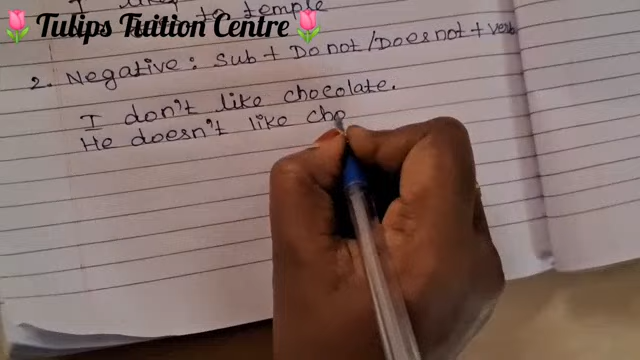 🌷Tulips Tuition Centre🌷
to temple
2. Negative: Sub + Do not/Does not + verb
I don't like chocolate.
He doesn't like cho